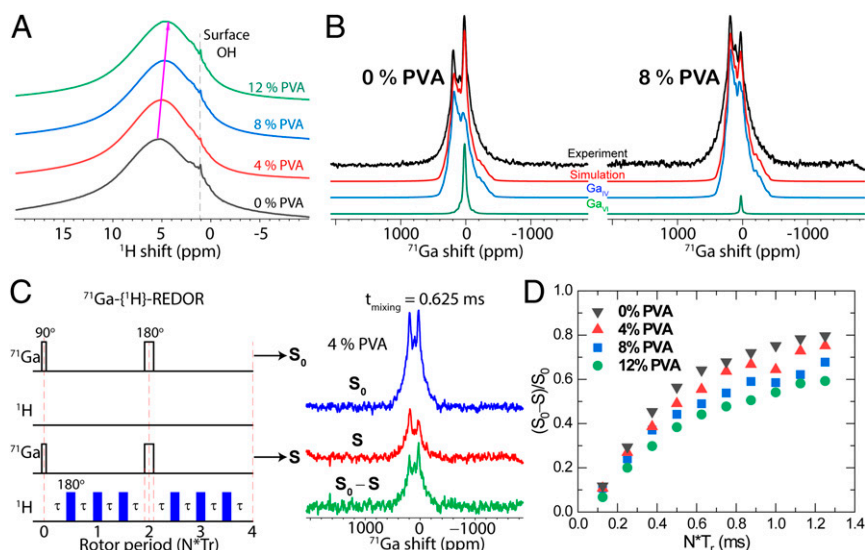 A
Surface
OH
12 % PVA
8 % PVA
4 % PVA
0 % PVA
15 10 5 0 -5
¹H shift (ppm)
B
0 % PVA
8 % PVA
Experiment
Simulation
Ga_IV
Ga_VI
1000 0 -1000
1000 0 -1000
⁷¹Ga shift (ppm)
⁷¹Ga shift (ppm)
C
⁷¹Ga-{¹H}-REDOR
90° 180°
⁷¹Ga
S₀
¹H
⁷¹Ga
S
180°
¹H
τ τ τ τ τ τ τ τ
0 1 2 3 4
Rotor period (N*Tr)
t_mixing = 0.625 ms
4 % PVA
S₀
S
S₀ – S
1000 0 −1000
⁷¹Ga shift (ppm)
D
1.0
0.8
0.6
0.4
0.2
0.0
(S₀–S)/S₀
0% PVA
4% PVA
8% PVA
12% PVA
0.0 0.2 0.4 0.6 0.8 1.0 1.2 1.4
N*Tᵣ (ms)